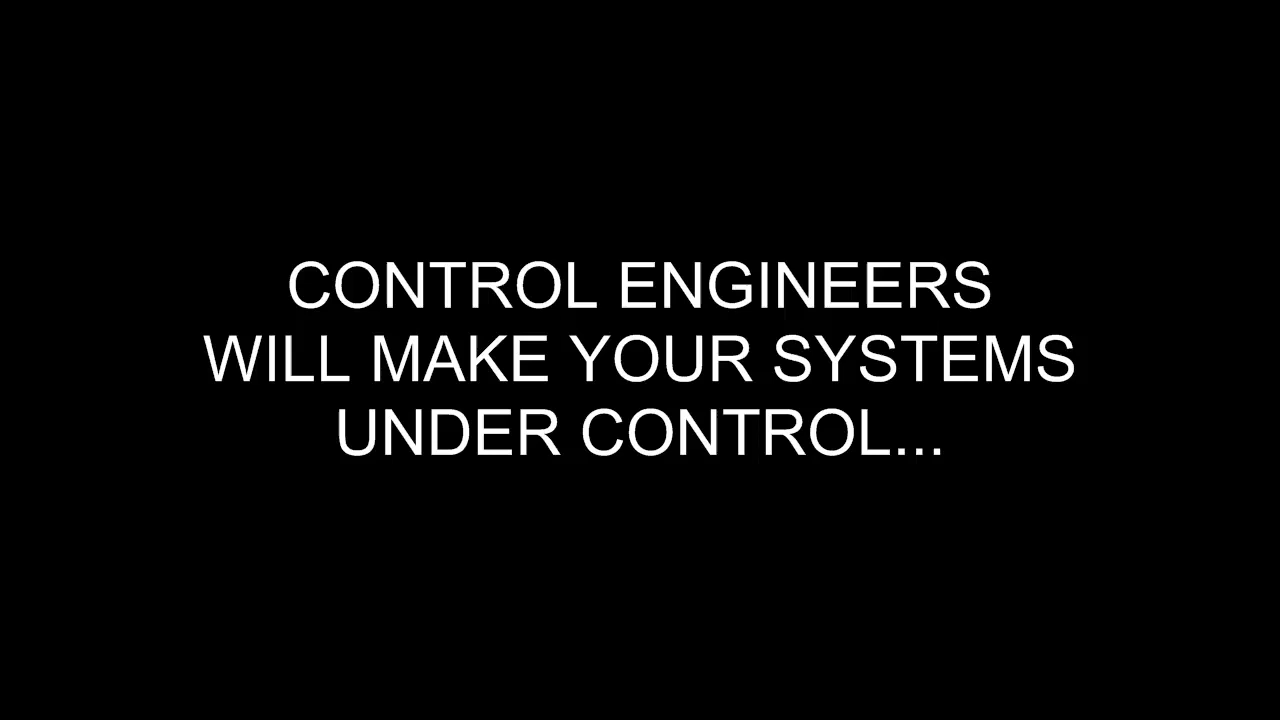 CONTROL ENGINEERS
WILL MAKE YOUR SYSTEMS
UNDER CONTROL...